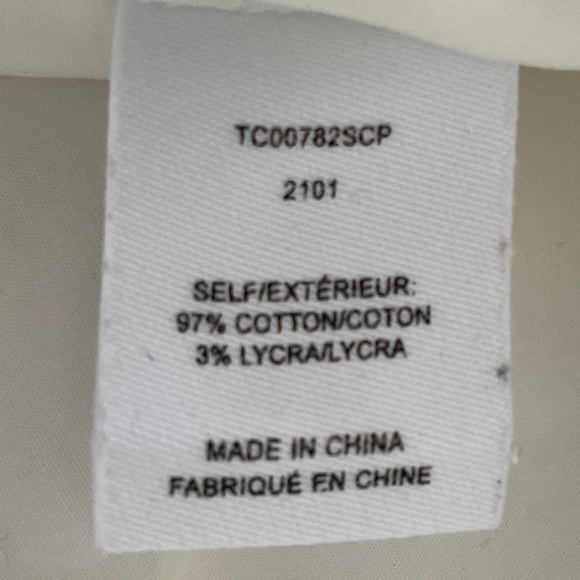 TC00782SCP
2101
SELF/EXTÉRIEUR:
97% COTTON/COTON
3% LYCRA/LYCRA
MADE IN CHINA
FABRIQUÉ EN CHINE